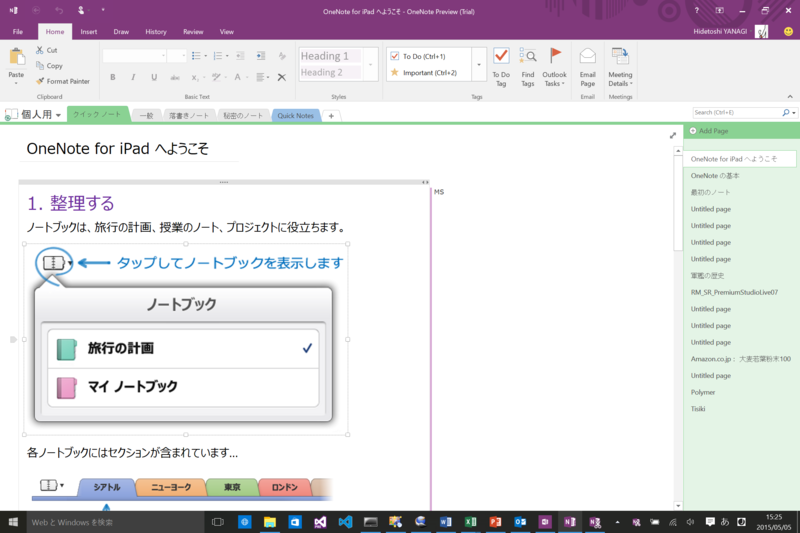 OneNote for iPad へようこそ - OneNote Preview (Trial)
File Home Insert Draw History Review View
Hidetoshi YANAGI
Paste
Cut
Copy
Format Painter
Clipboard
Basic Text
Heading 1
Heading 2
Styles
To Do (Ctrl+1)
Important (Ctrl+2)
To Do Tag
Find Tags
Outlook Tasks
Tags
Email Page
Email
Meeting Details
Meetings
個人用
クイック ノート 一般 落書きノート 秘密のノート Quick Notes
Search (Ctrl+E)
OneNote for iPad へようこそ
MS
1. 整理する
ノートブックは、旅行の計画、授業のノート、プロジェクトに役立ちます。
タップしてノートブックを表示します
ノートブック
旅行の計画
マイ ノートブック
各ノートブックにはセクションが含まれています...
シアトル ニューヨーク 東京 ロンドン
Add Page
OneNote for iPad へようこそ
OneNote の基本
最初のノート
Untitled page
Untitled page
Untitled page
Untitled page
軍艦の歴史
RM_SR_PremiumStudioLive07
Untitled page
Untitled page
Untitled page
Amazon.co.jp： 大麦若葉粉末100
Untitled page
Polymer
Tisiki
Web と Windows を検索
あ
15:25
2015/05/05